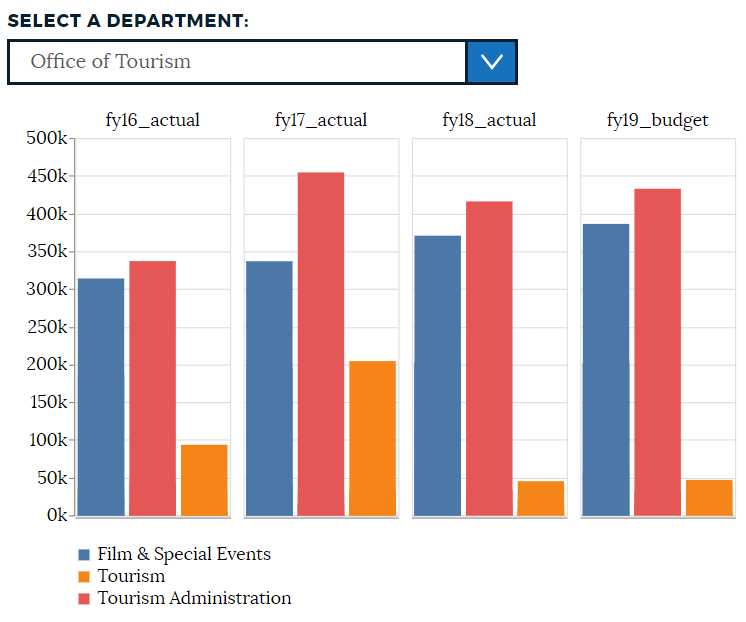 SELECT A DEPARTMENT:
Office of Tourism
fy16_actual fy17_actual fy18_actual fy19_budget
500k
450k
400k
350k
300k
250k
200k
150k
100k
50k
0k
Film & Special Events
Tourism
Tourism Administration